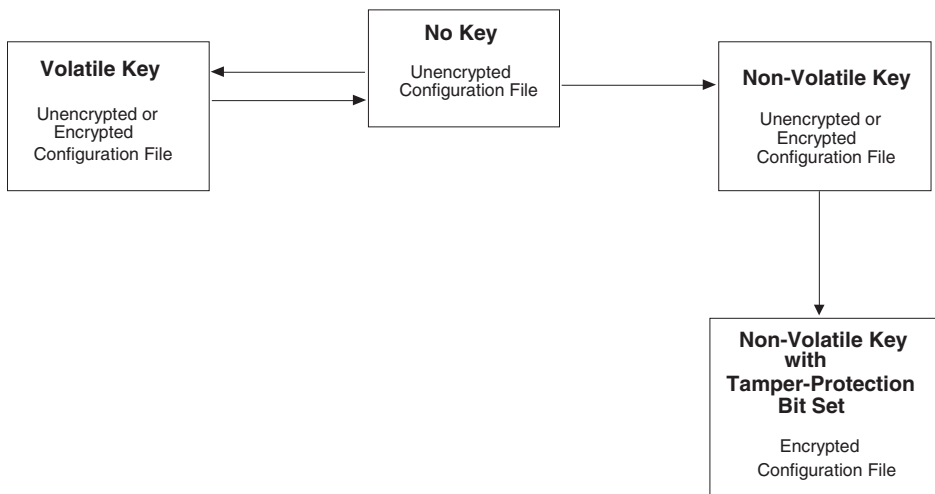 No Key
Unencrypted
Configuration File
Volatile Key
Unencrypted or
Encrypted
Configuration File
Non-Volatile Key
Unencrypted or
Encrypted
Configuration File
Non-Volatile Key
with
Tamper-Protection
Bit Set
Encrypted
Configuration File